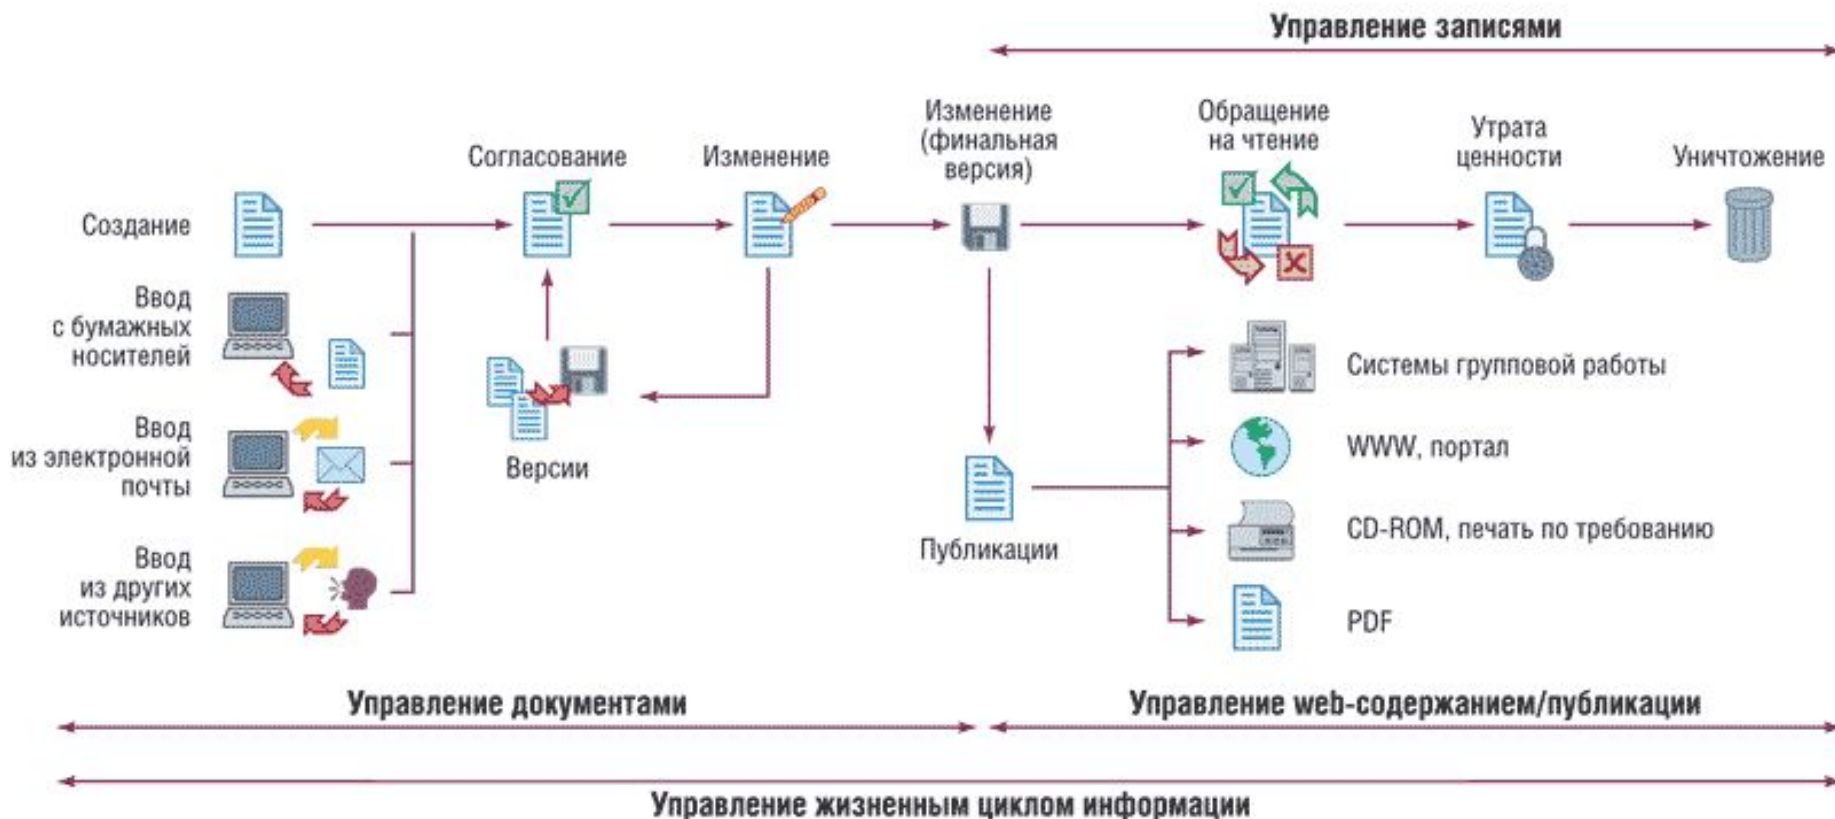 Управление записями
Изменение
(финальная
версия)
Обращение
на чтение
Утрата
ценности
Уничтожение
Согласование
Изменение
Создание
Ввод
с бумажных
носителей
Ввод
из электронной
почты
Ввод
из других
источников
Версии
Публикации
Системы групповой работы
WWW, портал
CD-ROM, печать по требованию
PDF
Управление документами
Управление web-содержанием/публикации
Управление жизненным циклом информации